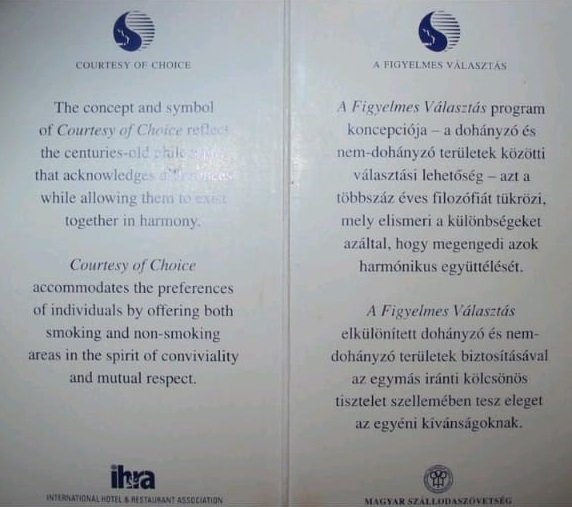 COURTESY OF CHOICE
The concept and symbol
of Courtesy of Choice reflect
the centuries-old philosophy
that acknowledges differences
while allowing them to exist
together in harmony.
Courtesy of Choice
accommodates the preferences
of individuals by offering both
smoking and non-smoking
areas in the spirit of conviviality
and mutual respect.
ihra
INTERNATIONAL HOTEL & RESTAURANT ASSOCIATION
A FIGYELMES VÁLASZTÁS
A Figyelmes Választás program
koncepciója – a dohányzó és
nem-dohányzó területek közötti
választási lehetőség – azt a
többszáz éves filozófiát tükrözi,
mely elismeri a különbségeket
azáltal, hogy megengedi azok
harmónikus együttélését.
A Figyelmes Választás
elkülönített dohányzó és nem-
dohányzó területek biztosításával
az egymás iránti kölcsönös
tisztelet szellemében tesz eleget
az egyéni kívánságoknak.
MAGYAR SZÁLLODASZÖVETSÉG